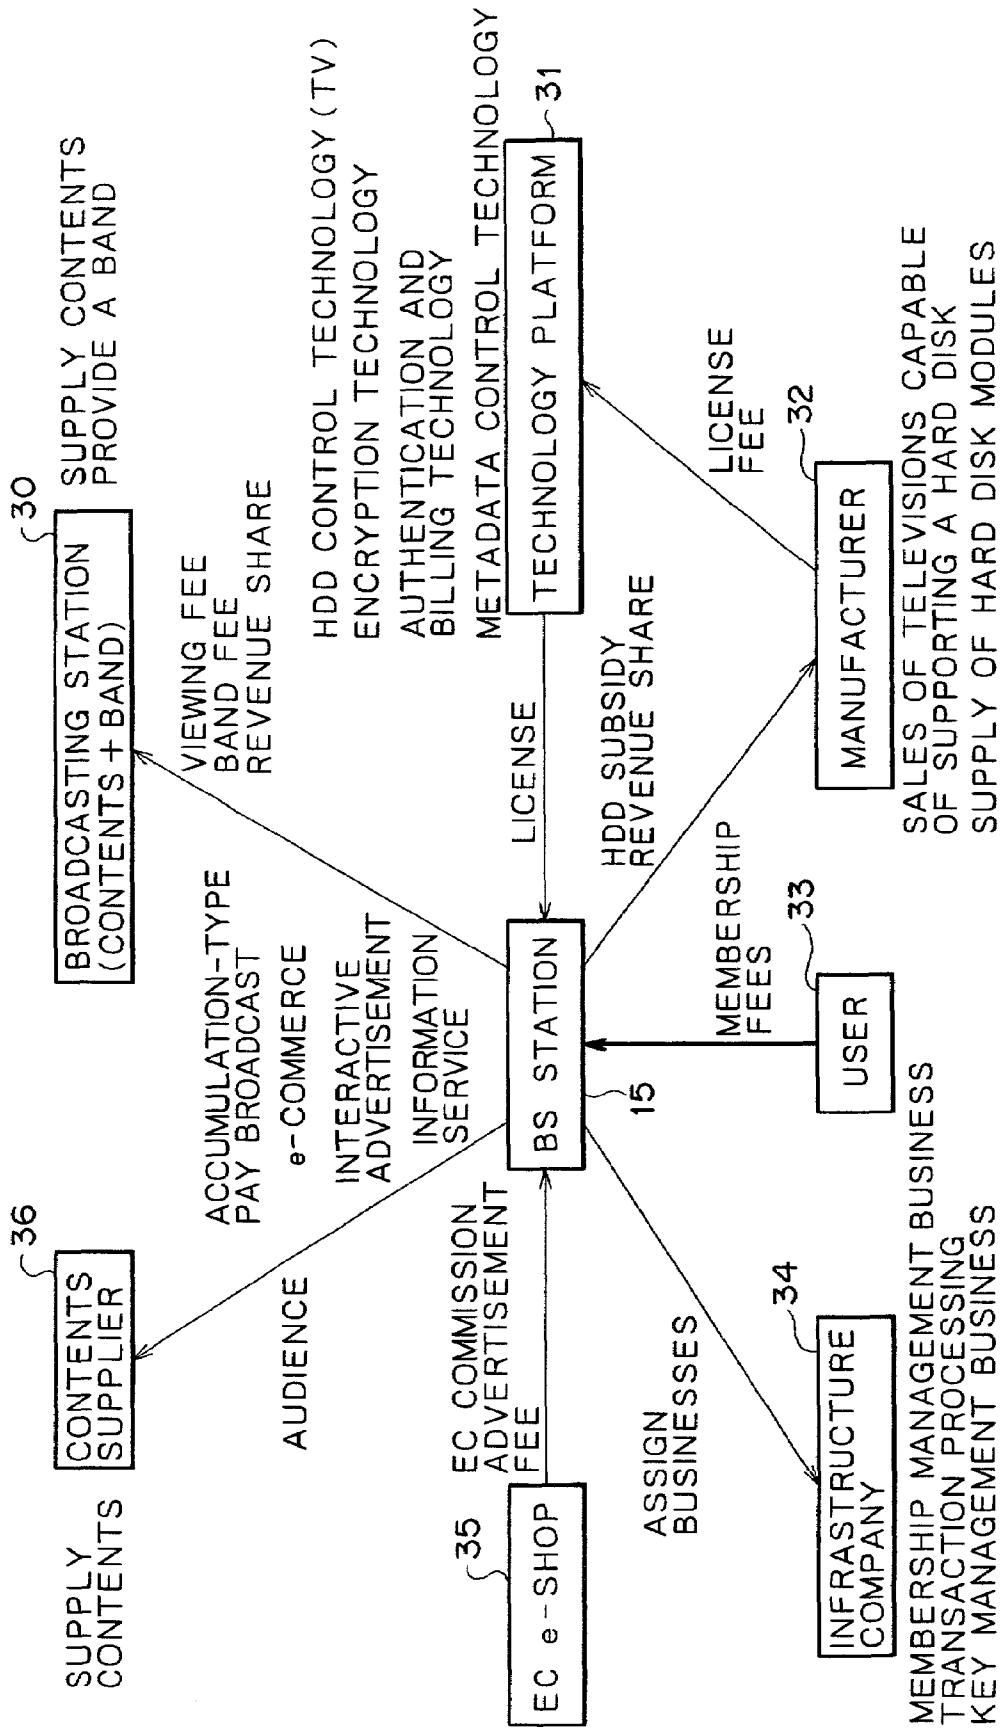 36
SUPPLY
CONTENTS
CONTENTS
SUPPLIER
30
BROADCASTING STATION
(CONTENTS + BAND)
SUPPLY CONTENTS
PROVIDE A BAND
AUDIENCE
ACCUMULATION-TYPE
PAY BROADCAST
e-COMMERCE
INTERACTIVE
ADVERTISEMENT
INFORMATION
SERVICE
VIEWING FEE
BAND FEE
REVENUE SHARE
HDD CONTROL TECHNOLOGY (TV)
ENCRYPTION TECHNOLOGY
AUTHENTICATION AND
BILLING TECHNOLOGY
METADATA CONTROL TECHNOLOGY
35
EC e-SHOP
EC COMMISSION
ADVERTISEMENT
FEE
BS STATION
15
LICENSE
TECHNOLOGY PLATFORM
31
ASSIGN
BUSINESSES
MEMBERSHIP
FEES
HDD SUBSIDY
REVENUE SHARE
LICENSE
FEE
34
INFRASTRUCTURE
COMPANY
MEMBERSHIP MANAGEMENT BUSINESS
TRANSACTION PROCESSING
KEY MANAGEMENT BUSINESS
33
USER
32
MANUFACTURER
SALES OF TELEVISIONS CAPABLE
OF SUPPORTING A HARD DISK
SUPPLY OF HARD DISK MODULES